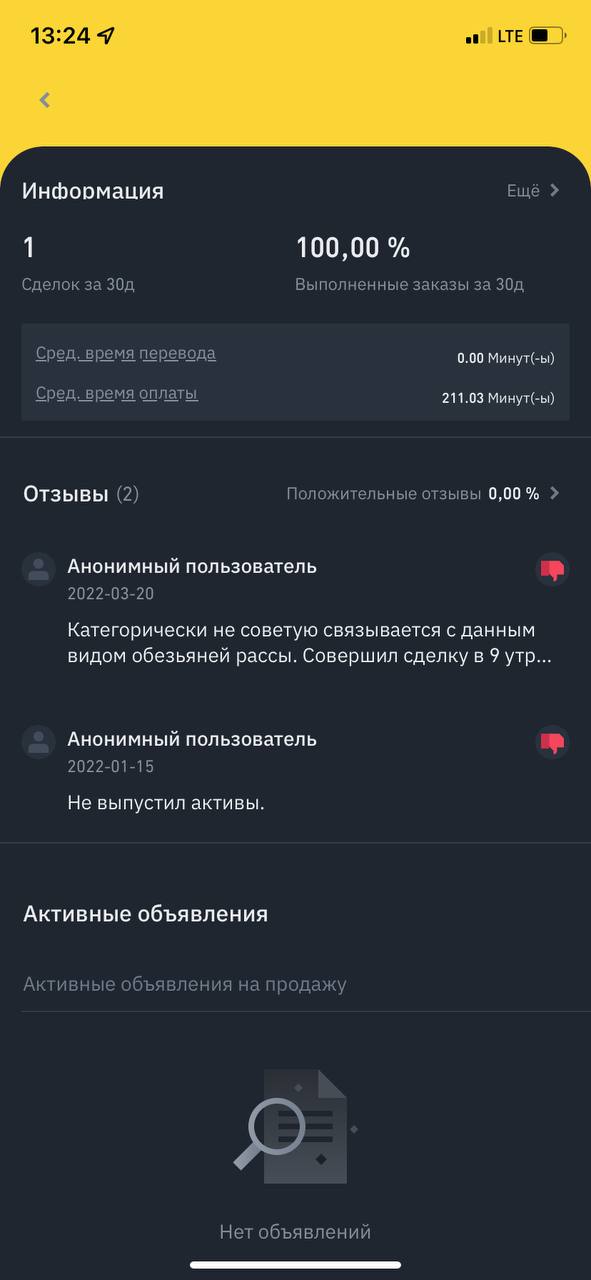 13:24
LTE
Информация
Ещё
1
100,00 %
Сделок за 30д
Выполненные заказы за 30д
Сред. время перевода
0.00 Минут(-ы)
Сред. время оплаты
211.03 Минут(-ы)
Отзывы (2)
Положительные отзывы 0,00 %
Анонимный пользователь
2022-03-20
Категорически не советую связывается с данным
видом обезьяней рассы. Совершил сделку в 9 утр...
Анонимный пользователь
2022-01-15
Не выпустил активы.
Активные объявления
Активные объявления на продажу
Нет объявлений